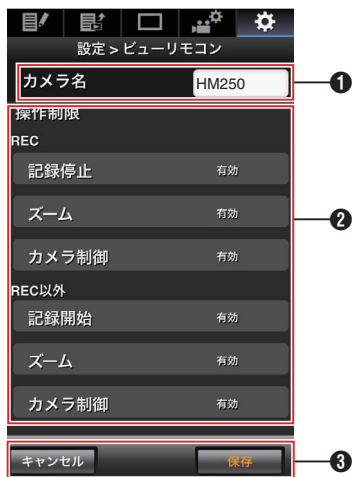 設定 > ビューリモコン
カメラ名 HM250 ❶
操作制限
REC
記録停止 有効
ズーム 有効 ❷
カメラ制御 有効
REC以外
記録開始 有効
ズーム 有効
カメラ制御 有効
キャンセル 保存 ❸